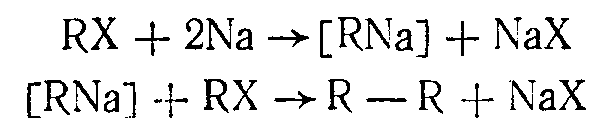 RX + 2Na → [RNa] + NaX
[RNa] + RX → R — R + NaX